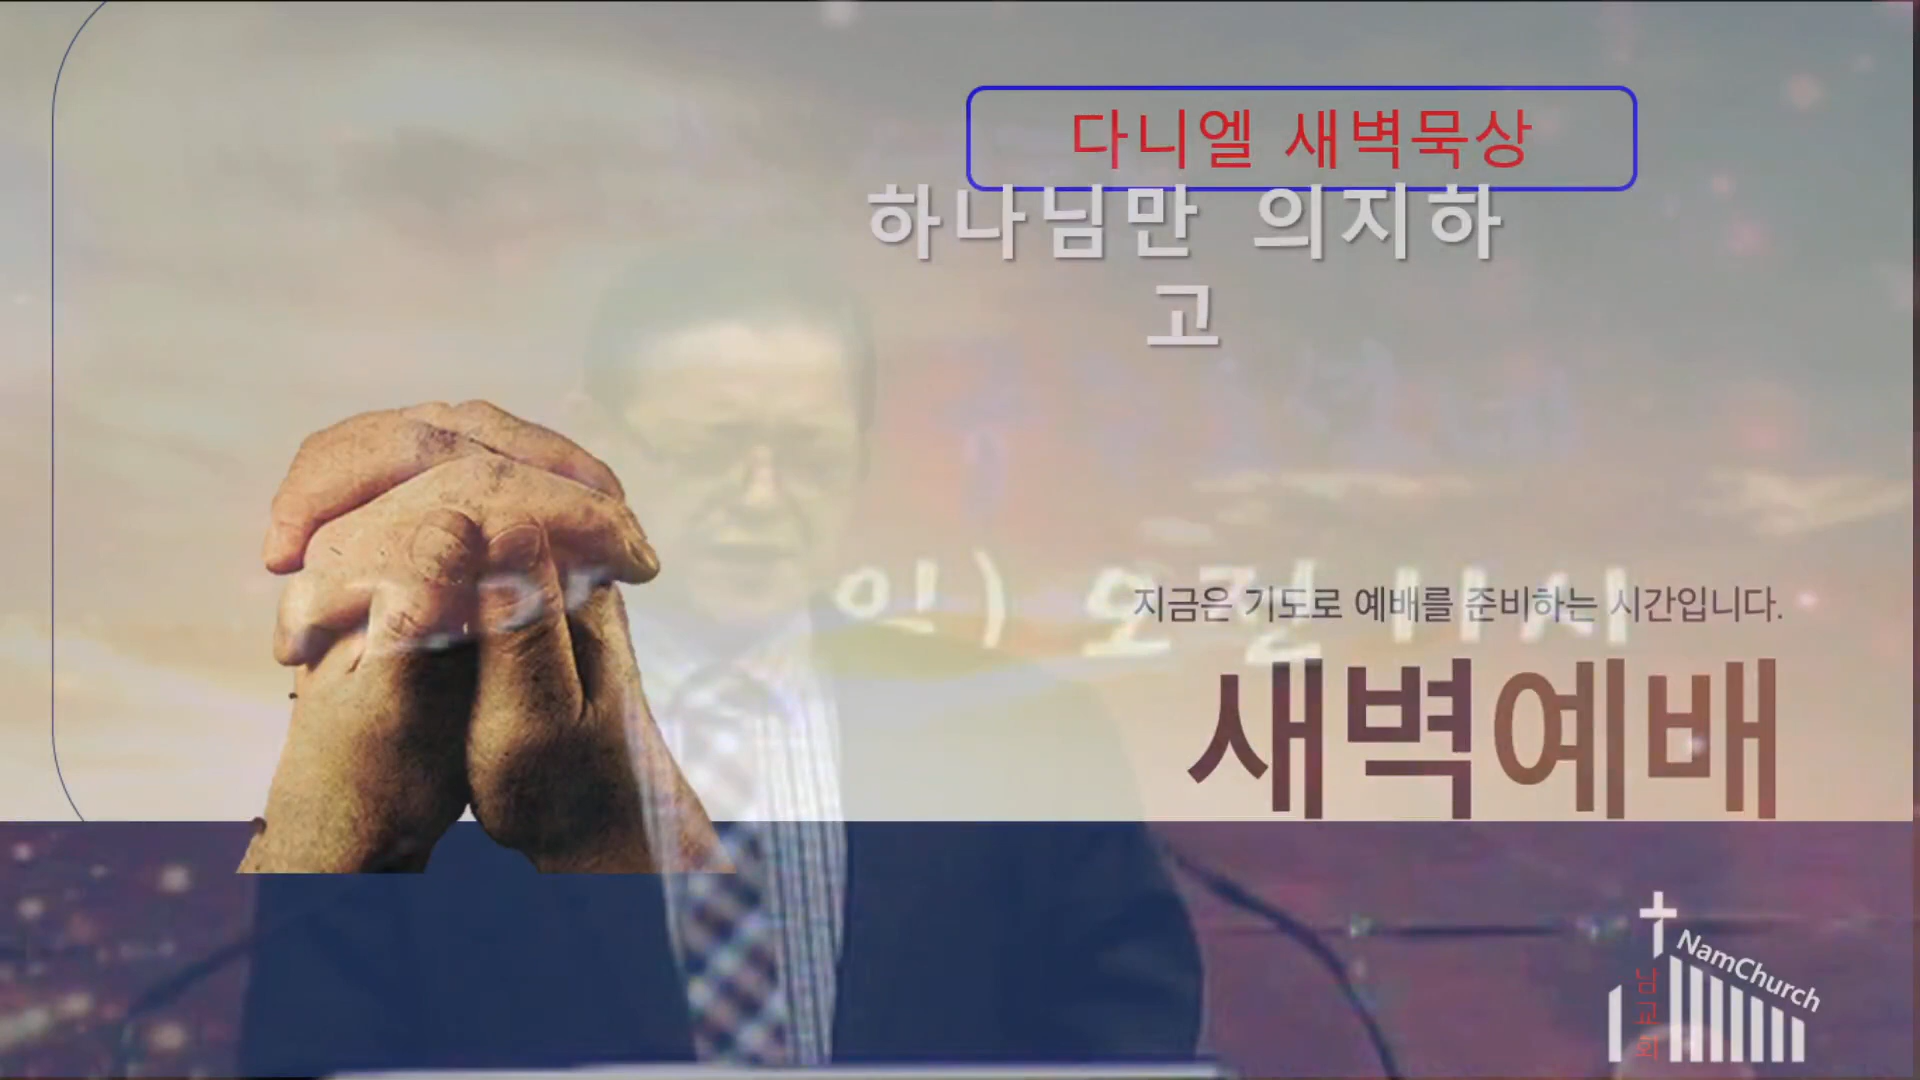 다니엘 새벽묵상
하나님만 의지하
고
지금은 기도로 예배를 준비하는 시간입니다.
새벽예배
NamChurch
남교회